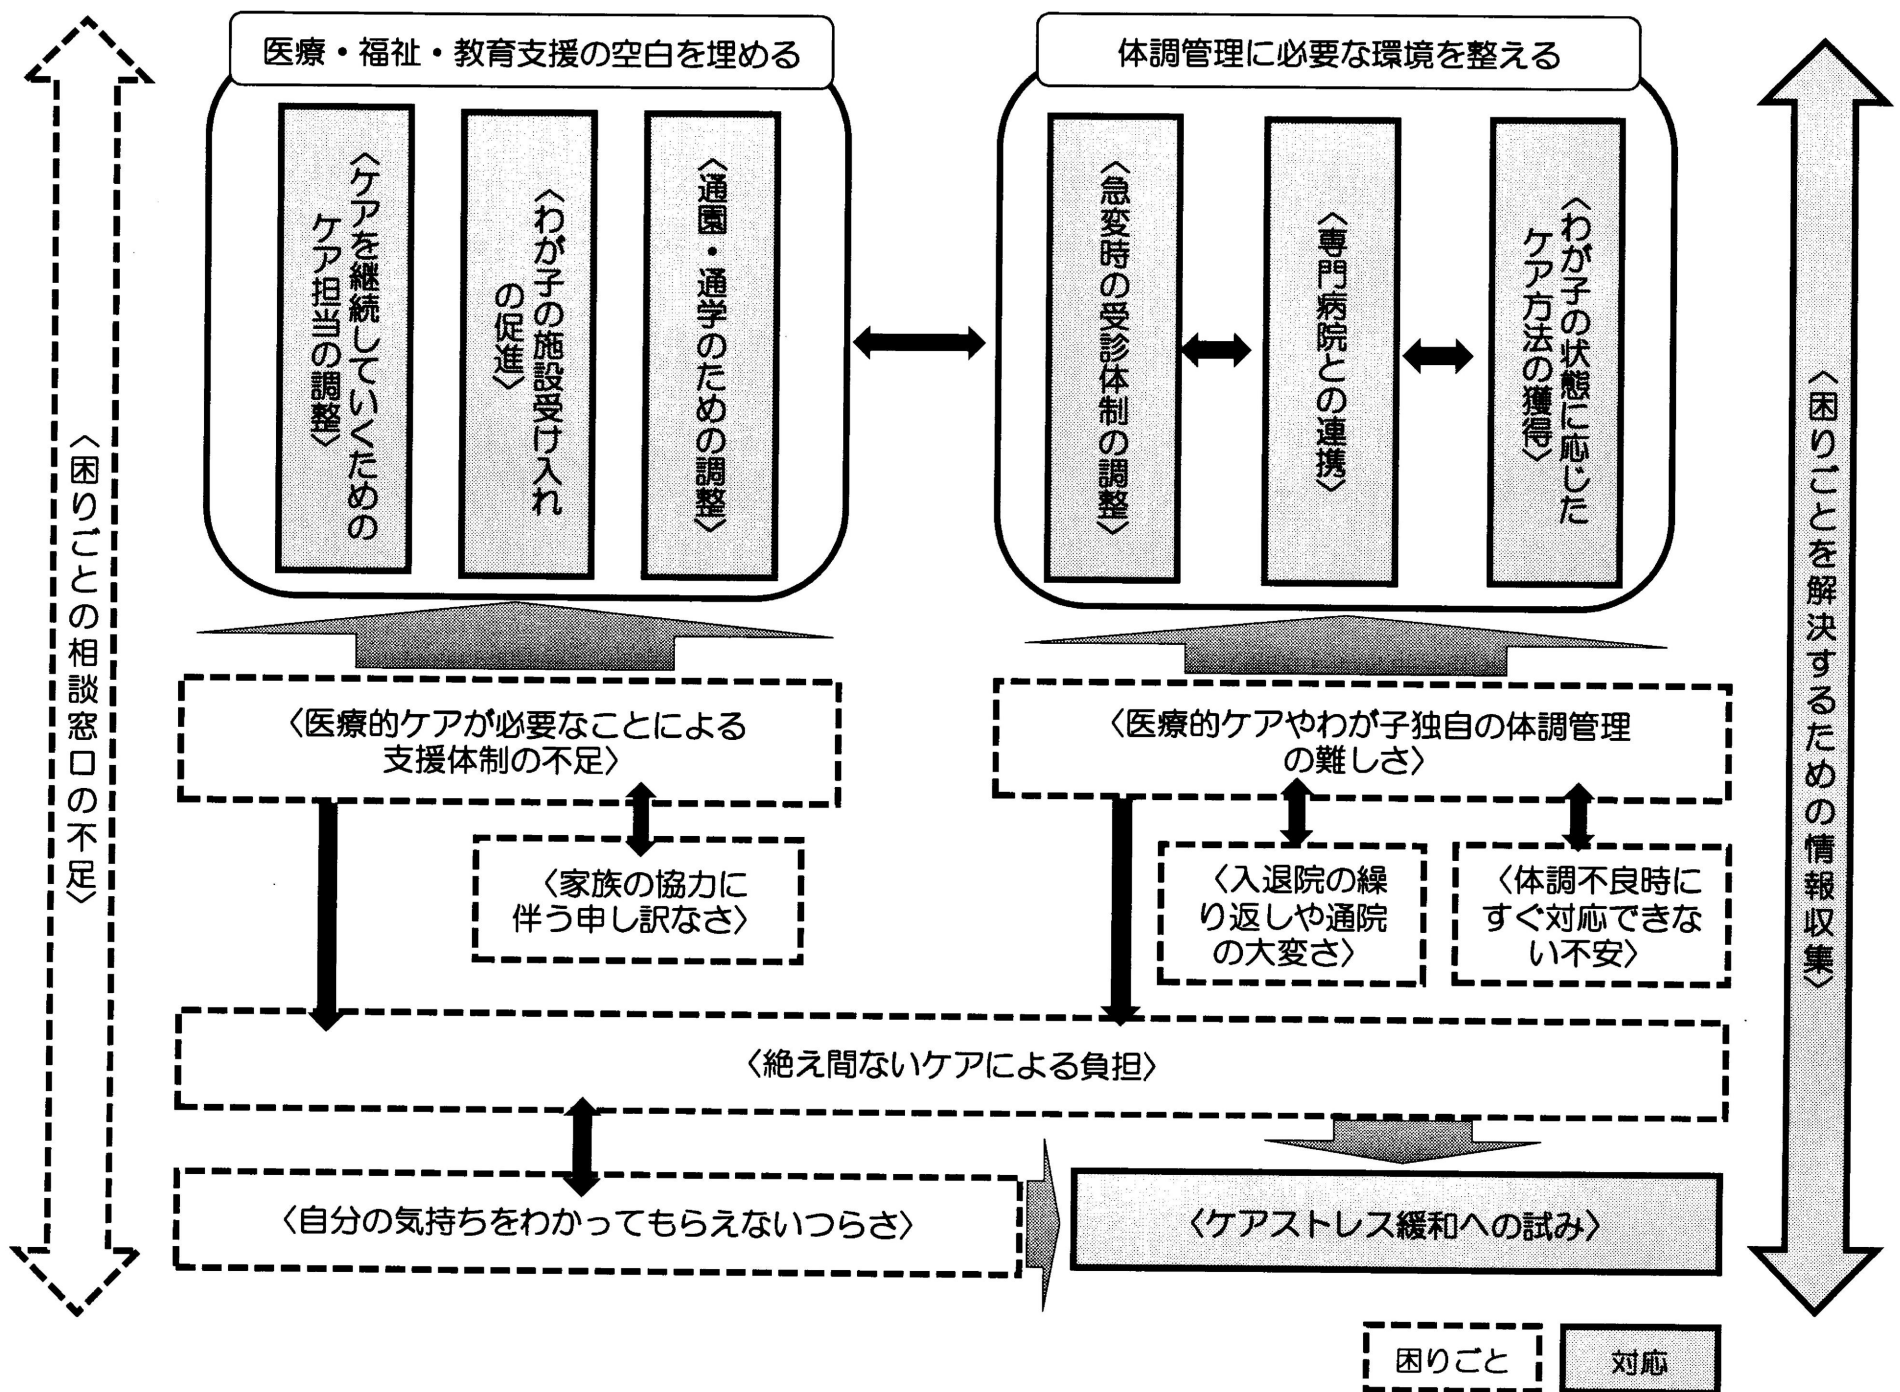 医療・福祉・教育支援の空白を埋める
体調管理に必要な環境を整える
〈困りごとの相談窓口の不足〉
〈ケアを継続していくための
ケア担当の調整〉
〈わが子の施設受け入れ
の促進〉
〈通園・通学のための調整〉
〈急変時の受診体制の調整〉
〈専門病院との連携〉
〈わが子の状態に応じた
ケア方法の獲得〉
〈困りごとを解決するための情報収集〉
〈医療的ケアが必要なことによる
支援体制の不足〉
〈医療的ケアやわが子独自の体調管理
の難しさ〉
〈家族の協力に
伴う申し訳なさ〉
〈入退院の繰
り返しや通院
の大変さ〉
〈体調不良時に
すぐ対応できな
い不安〉
〈絶え間ないケアによる負担〉
〈自分の気持ちをわかってもらえないつらさ〉
〈ケアストレス緩和への試み〉
困りごと
対応